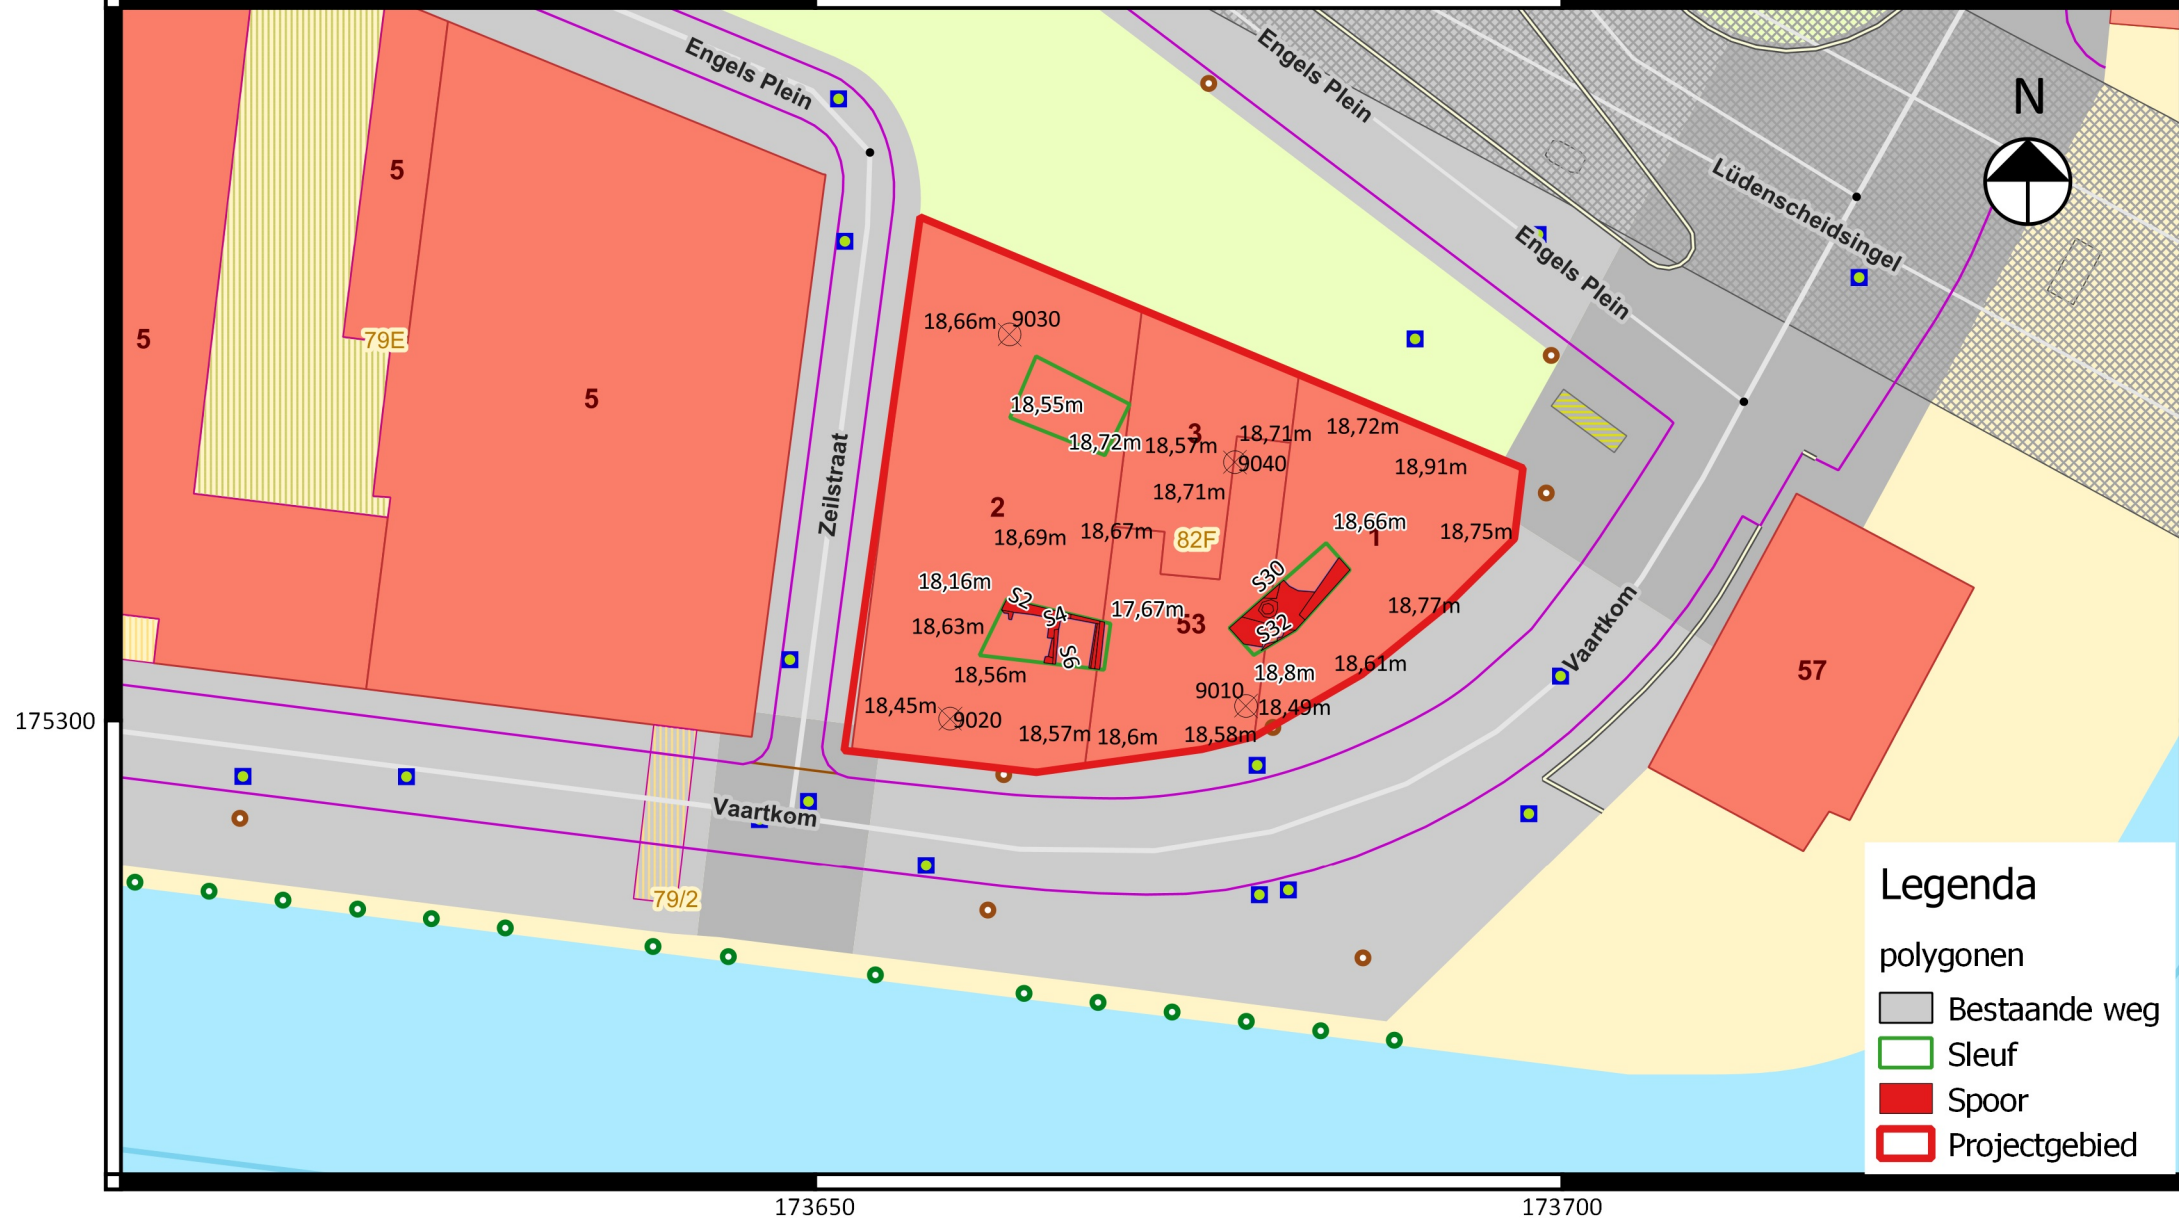 Engels Plein
Engels Plein
N
5
Lüdenscheidsingel
Engels Plein
5
79E
5
5
18,66m
9030
18,55m
18,72m
18,57m
3
18,71m
18,72m
9040
18,91m
18,71m
Zeilstraat
2
18,69m
18,67m
82F
18,66m
1
18,75m
18,16m
S2
S4
S6
17,67m
53
S30
S32
18,77m
18,63m
18,56m
18,8m
18,61m
Vaartkom
57
18,45m
9020
9010
18,49m
18,57m
18,6m
18,58m
175300
Vaartkom
79/2
Legenda
polygonen
Bestaande weg
Sleuf
Spoor
Projectgebied
173650
173700